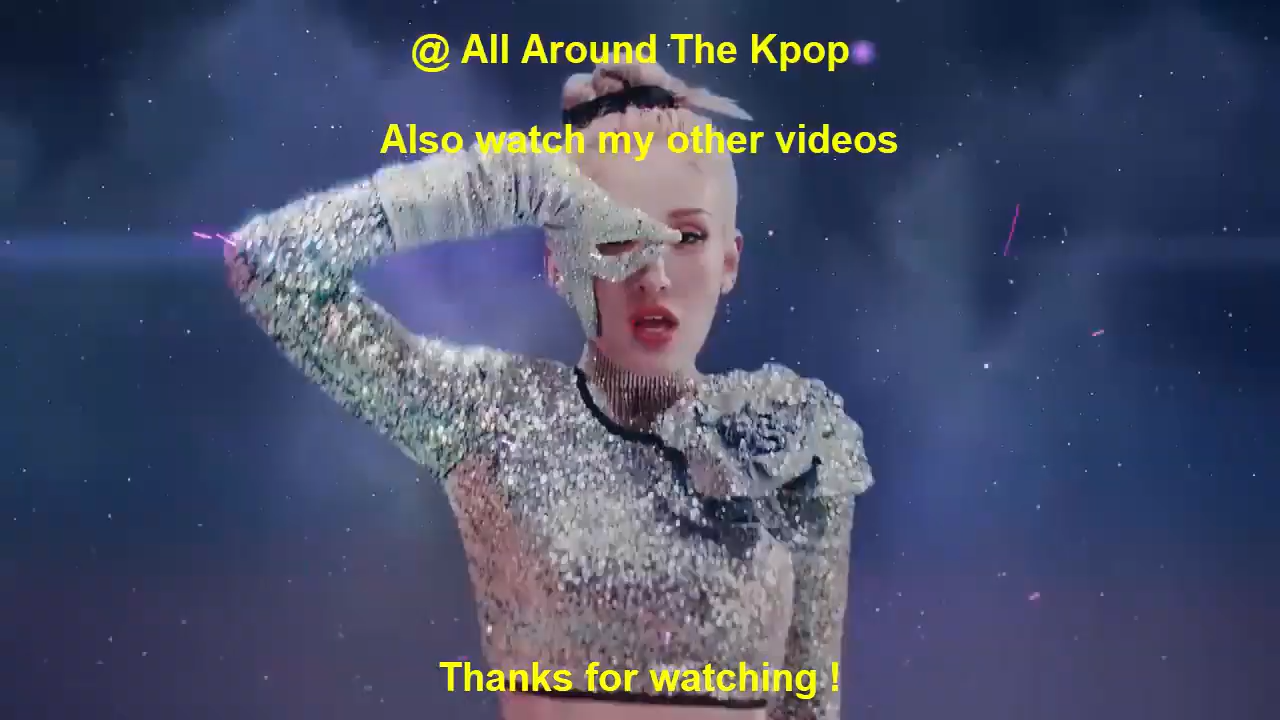 @ All Around The Kpop
Also watch my other videos
Thanks for watching !